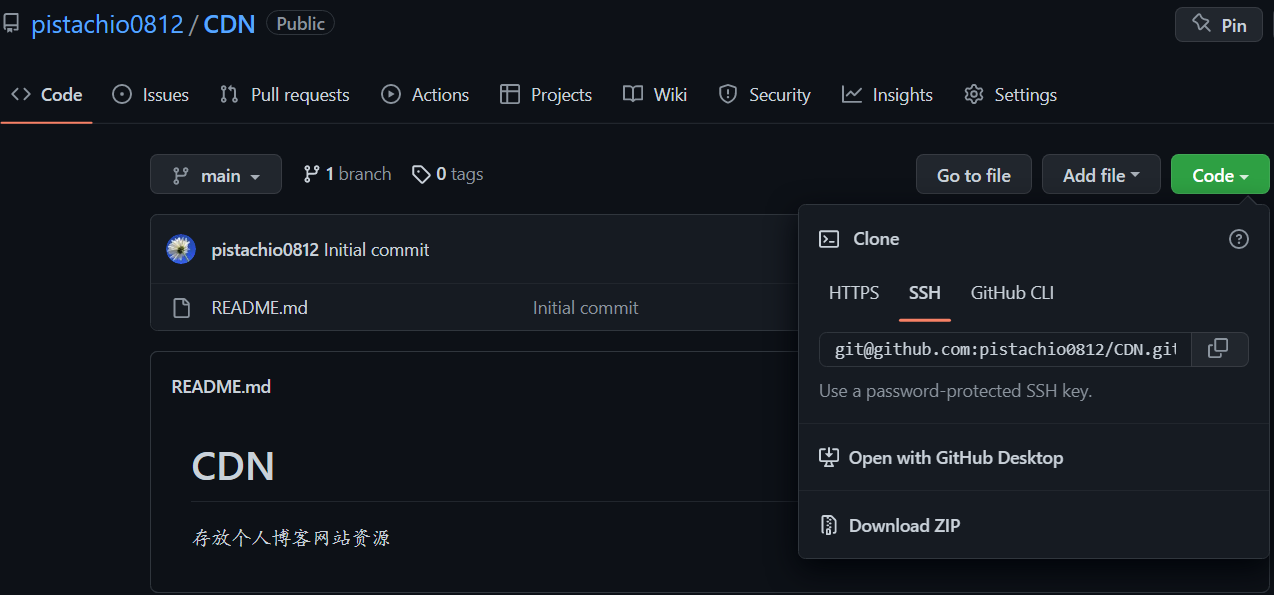 pistachio0812 / CDN Public Pin
Code Issues Pull requests Actions Projects Wiki Security Insights Settings
main 1 branch 0 tags Go to file Add file Code
pistachio0812 Initial commit
README.md Initial commit
README.md
CDN
存放个人博客网站资源
Clone
HTTPS SSH GitHub CLI
git@github.com:pistachio0812/CDN.git
Use a password-protected SSH key.
Open with GitHub Desktop
Download ZIP